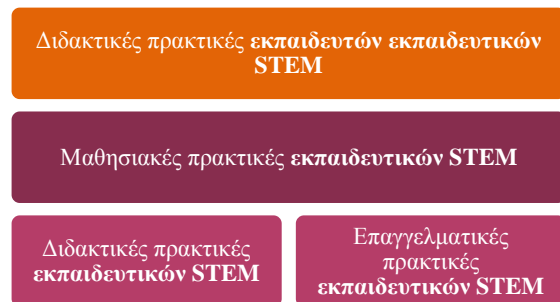 Διδακτικές πρακτικές εκπαιδευτών εκπαιδευτικών
STEM
Μαθησιακές πρακτικές εκπαιδευτικών STEM
Διδακτικές πρακτικές
εκπαιδευτικών STEM
Επαγγελματικές
πρακτικές
εκπαιδευτικών STEM